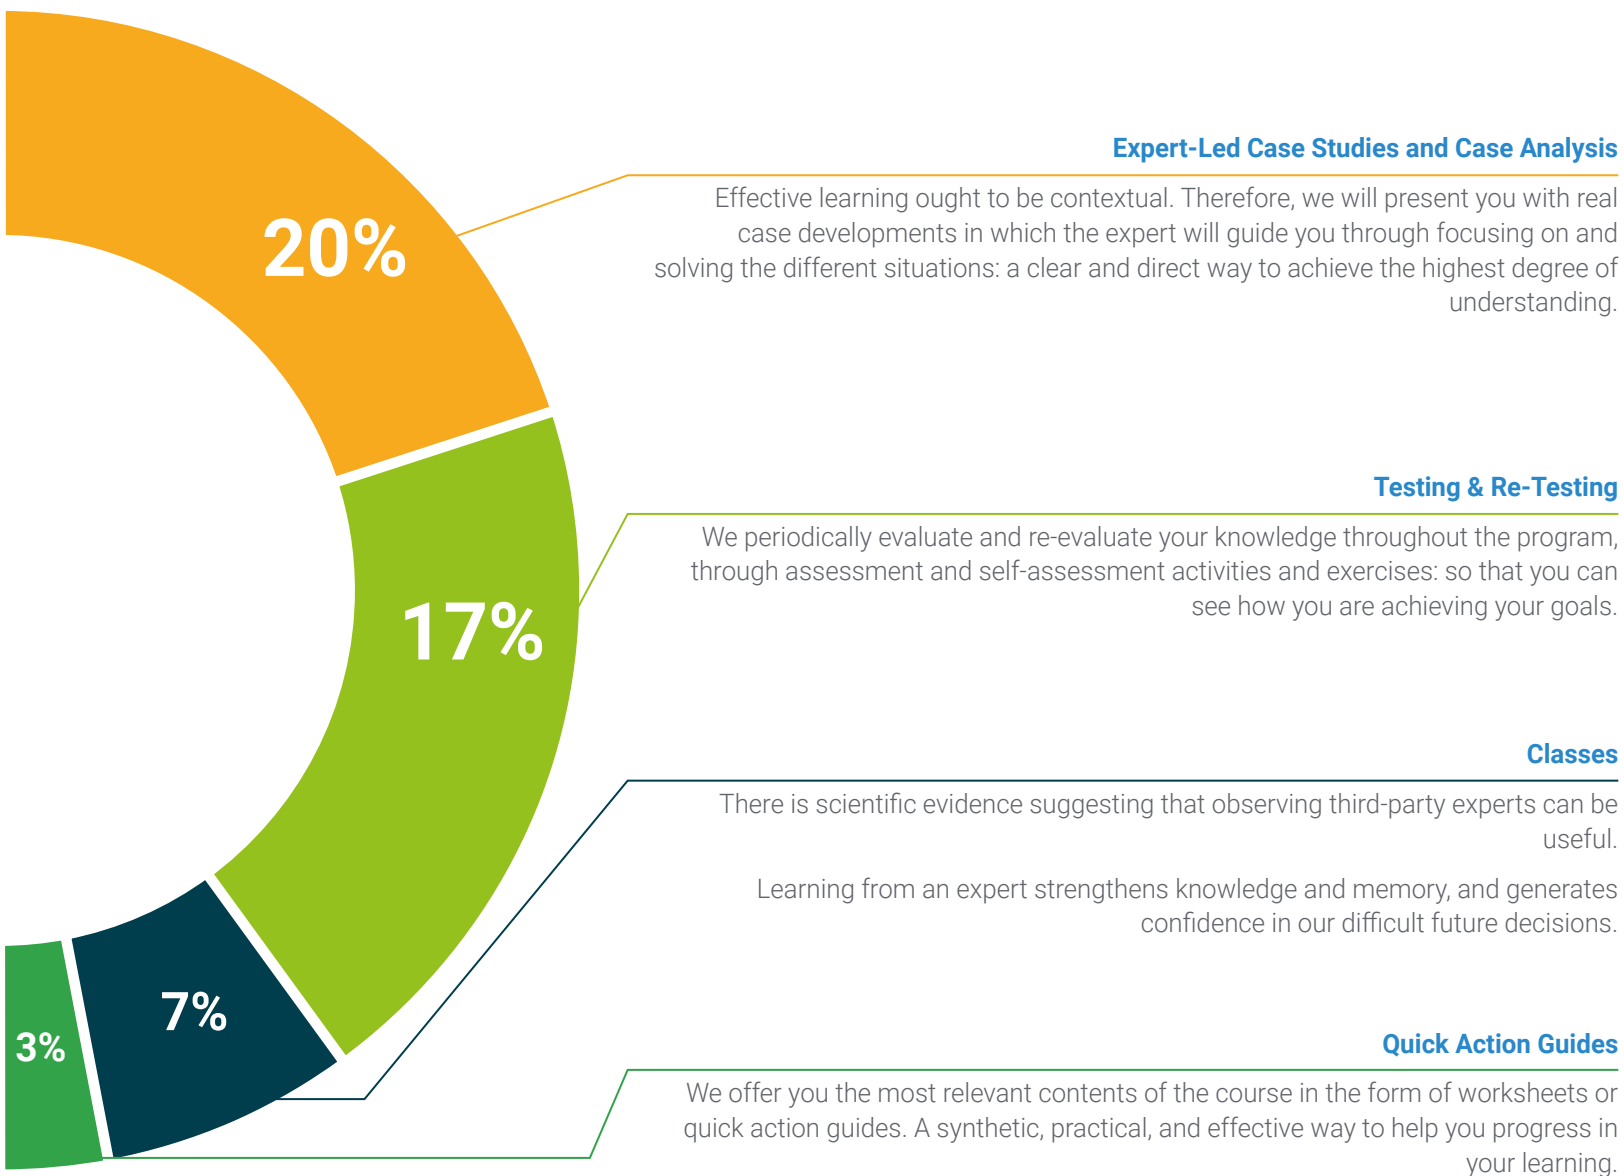 Expert-Led Case Studies and Case Analysis
Effective learning ought to be contextual. Therefore, we will present you with real
case developments in which the expert will guide you through focusing on and
solving the different situations: a clear and direct way to achieve the highest degree of
understanding.
20%
Testing & Re-Testing
We periodically evaluate and re-evaluate your knowledge throughout the program,
through assessment and self-assessment activities and exercises: so that you can
see how you are achieving your goals.
17%
Classes
There is scientific evidence suggesting that observing third-party experts can be
useful.
Learning from an expert strengthens knowledge and memory, and generates
confidence in our difficult future decisions.
7%
Quick Action Guides
We offer you the most relevant contents of the course in the form of worksheets or
quick action guides. A synthetic, practical, and effective way to help you progress in
your learning.
3%